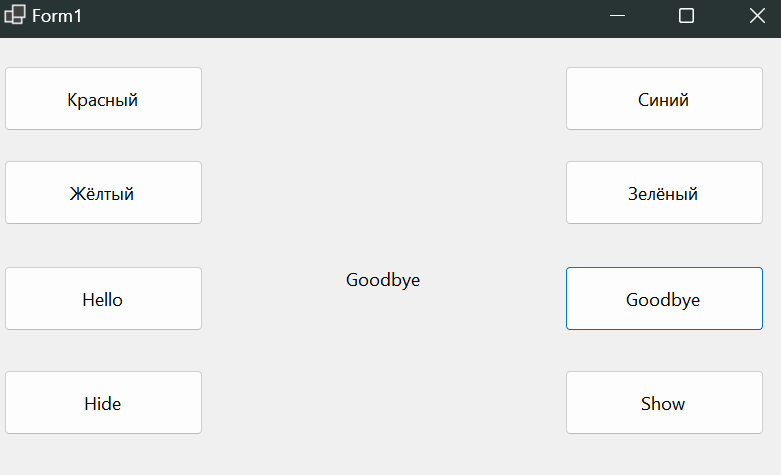 Form1
Красный
Синий
Жёлтый
Зелёный
Goodbye
Hello
Goodbye
Hide
Show